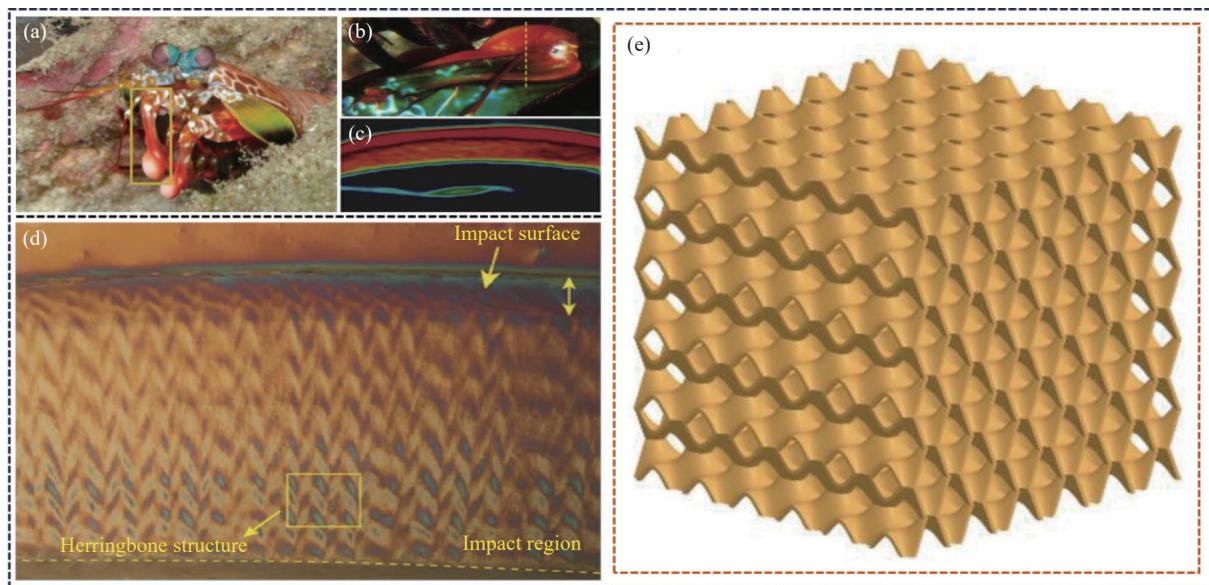 (a)
(b)
(c)
(d)
Impact surface
Herringbone structure
Impact region
(e)